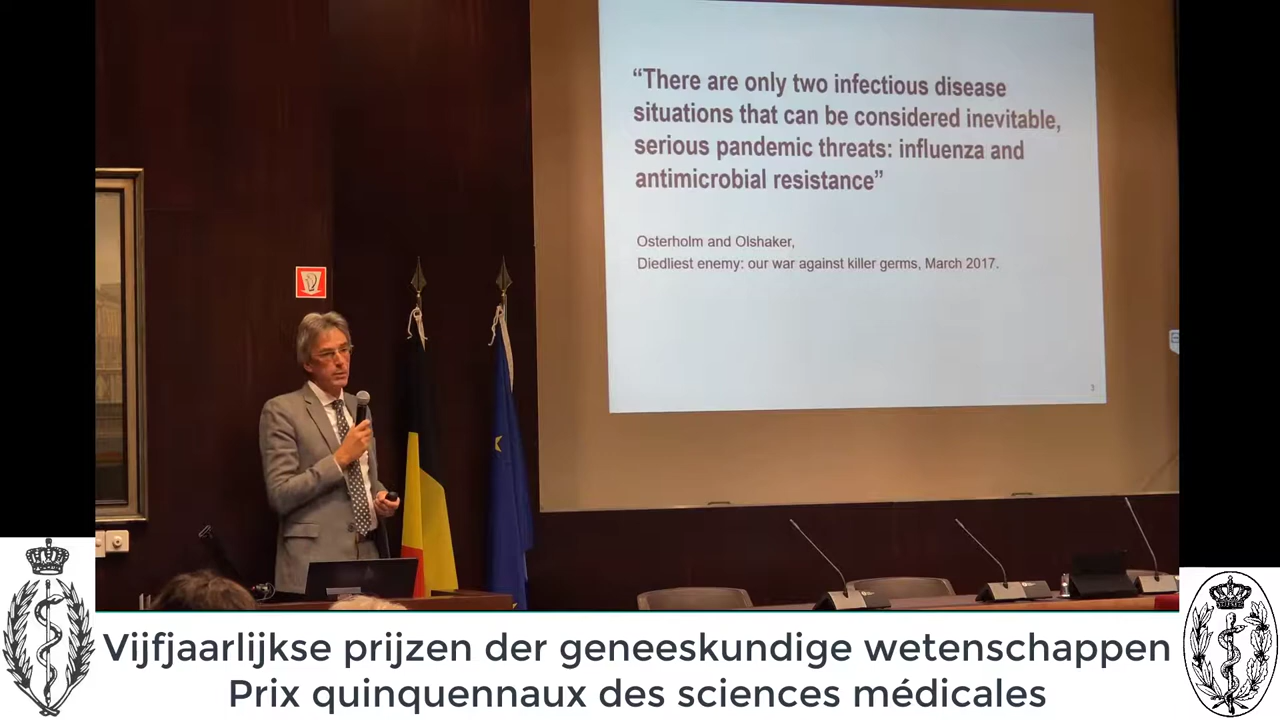 “There are only two infectious disease
situations that can be considered inevitable,
serious pandemic threats: influenza and
antimicrobial resistance”
Osterholm and Olshaker,
Diedliest enemy: our war against killer germs, March 2017.
3
Vijfjaarlijkse prijzen der geneeskundige wetenschappen
Prix quinquennaux des sciences médicales